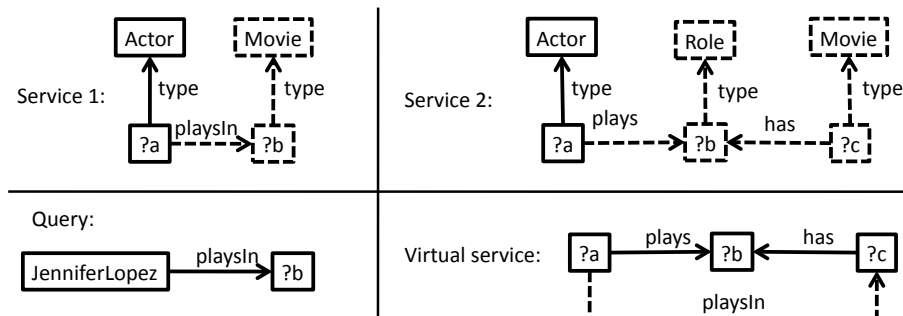 Actor Movie
Service 1: type type
playsIn
?a ?b
Actor Role Movie
Service 2: type type type
plays has
?a ?b ?c
Query:
JenniferLopez playsIn ?b
Virtual service: ?a plays ?b has ?c
playsIn